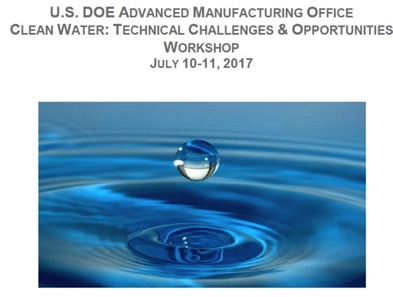 U.S. DOE ADVANCED MANUFACTURING OFFICE
CLEAN WATER: TECHNICAL CHALLENGES & OPPORTUNITIES
WORKSHOP
JULY 10-11, 2017